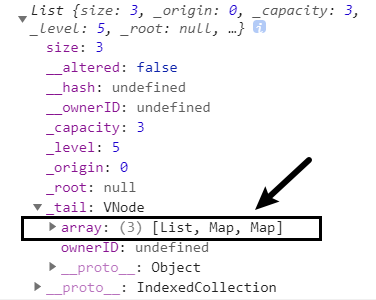 List {size: 3, _origin: 0, _capacity: 3,
_level: 5, _root: null, …} i
size: 3
__altered: false
__hash: undefined
__ownerID: undefined
_capacity: 3
_level: 5
_origin: 0
_root: null
_tail: VNode
array: (3) [List, Map, Map]
ownerID: undefined
__proto__: Object
__proto__: IndexedCollection